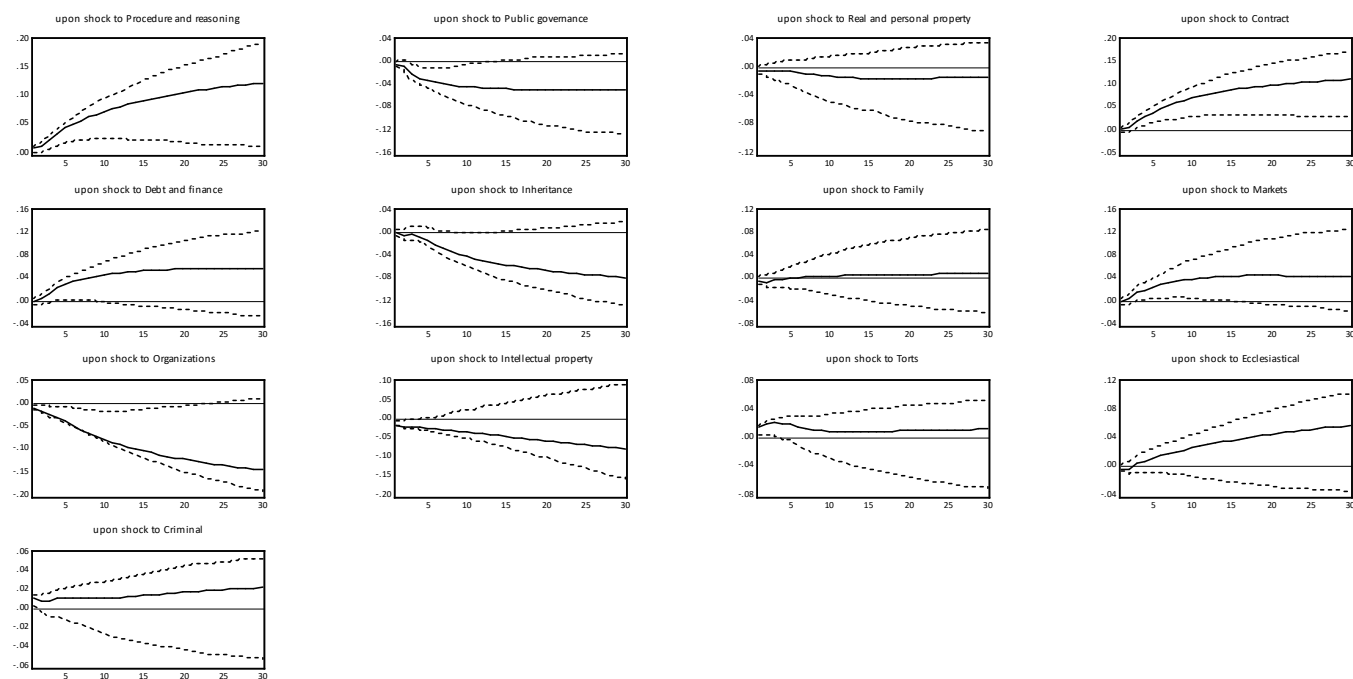 upon shock to Procedure and reasoning
.20
.15
.10
.05
.00
5 10 15 20 25 30
upon shock to Public governance
.04
.00
-.04
-.08
-.12
-.16
5 10 15 20 25 30
upon shock to Real and personal property
.04
.00
-.04
-.08
-.12
5 10 15 20 25 30
upon shock to Contract
.20
.15
.10
.05
.00
-.05
5 10 15 20 25 30
upon shock to Debt and finance
.16
.12
.08
.04
.00
-.04
5 10 15 20 25 30
upon shock to Inheritance
.04
.00
-.04
-.08
-.12
-.16
5 10 15 20 25 30
upon shock to Family
.12
.08
.04
.00
-.04
-.08
5 10 15 20 25 30
upon shock to Markets
.16
.12
.08
.04
.00
-.04
5 10 15 20 25 30
upon shock to Organizations
.05
.00
-.05
-.10
-.15
-.20
5 10 15 20 25 30
upon shock to Intellectual property
.10
.05
.00
-.05
-.10
-.15
-.20
5 10 15 20 25 30
upon shock to Torts
.08
.04
.00
-.04
-.08
5 10 15 20 25 30
upon shock to Ecclesiastical
.12
.08
.04
.00
-.04
5 10 15 20 25 30
upon shock to Criminal
.06
.04
.02
.00
-.02
-.04
-.06
5 10 15 20 25 30